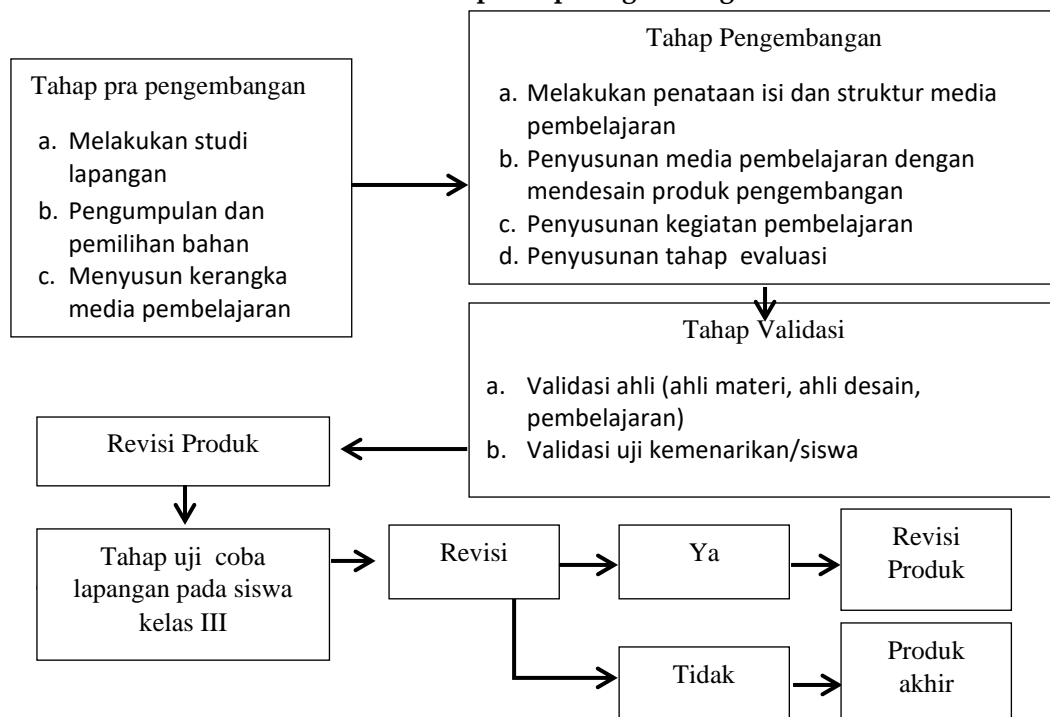 Tahap pra pengembangan
a. Melakukan studi
lapangan
b. Pengumpulan dan
pemilihan bahan
c. Menyusun kerangka
media pembelajaran
Tahap Pengembangan
a. Melakukan penataan isi dan struktur media
pembelajaran
b. Penyusunan media pembelajaran dengan
mendesain produk pengembangan
c. Penyusunan kegiatan pembelajaran
d. Penyusunan tahap evaluasi
Tahap Validasi
a. Validasi ahli (ahli materi, ahli desain,
pembelajaran)
b. Validasi uji kemenarikan/siswa
Revisi Produk
Tahap uji coba
lapangan pada siswa
kelas III
Revisi
Ya
Revisi
Produk
Tidak
Produk
akhir